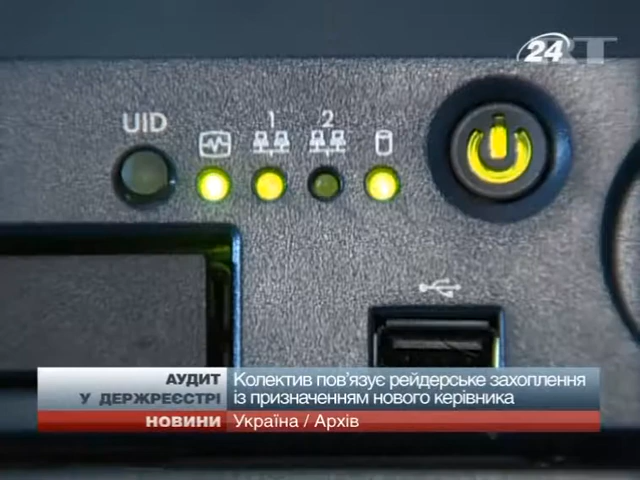 24
UID
1 2
АУДИТ
У ДЕРЖРЕЄСТРІ
Колектив пов'язує рейдерське захоплення
із призначенням нового керівника
НОВИНИ
Україна / Архів